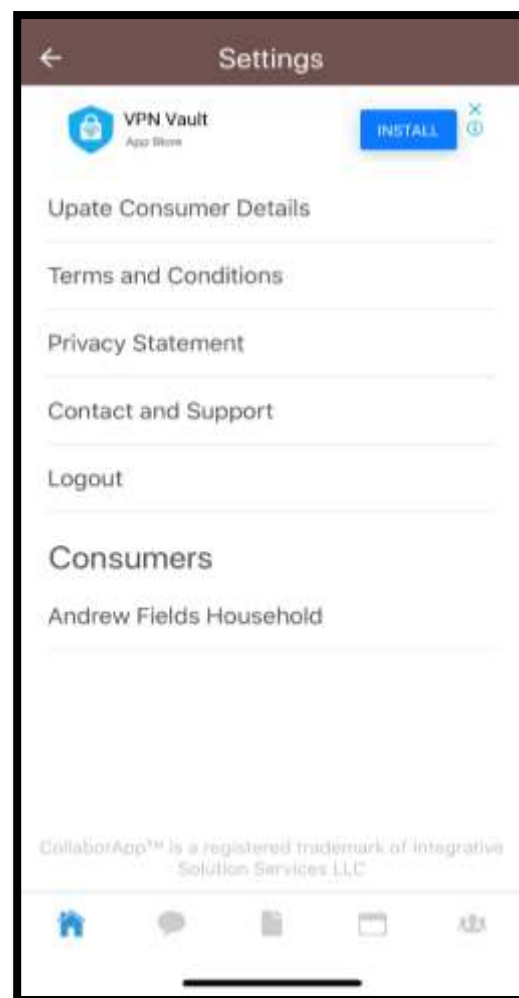 Settings
VPN Vault
App Store
INSTALL
Upate Consumer Details
Terms and Conditions
Privacy Statement
Contact and Support
Logout
Consumers
Andrew Fields Household
CollaborApp™ is a registered trademark of Integrative
Solution Services LLC